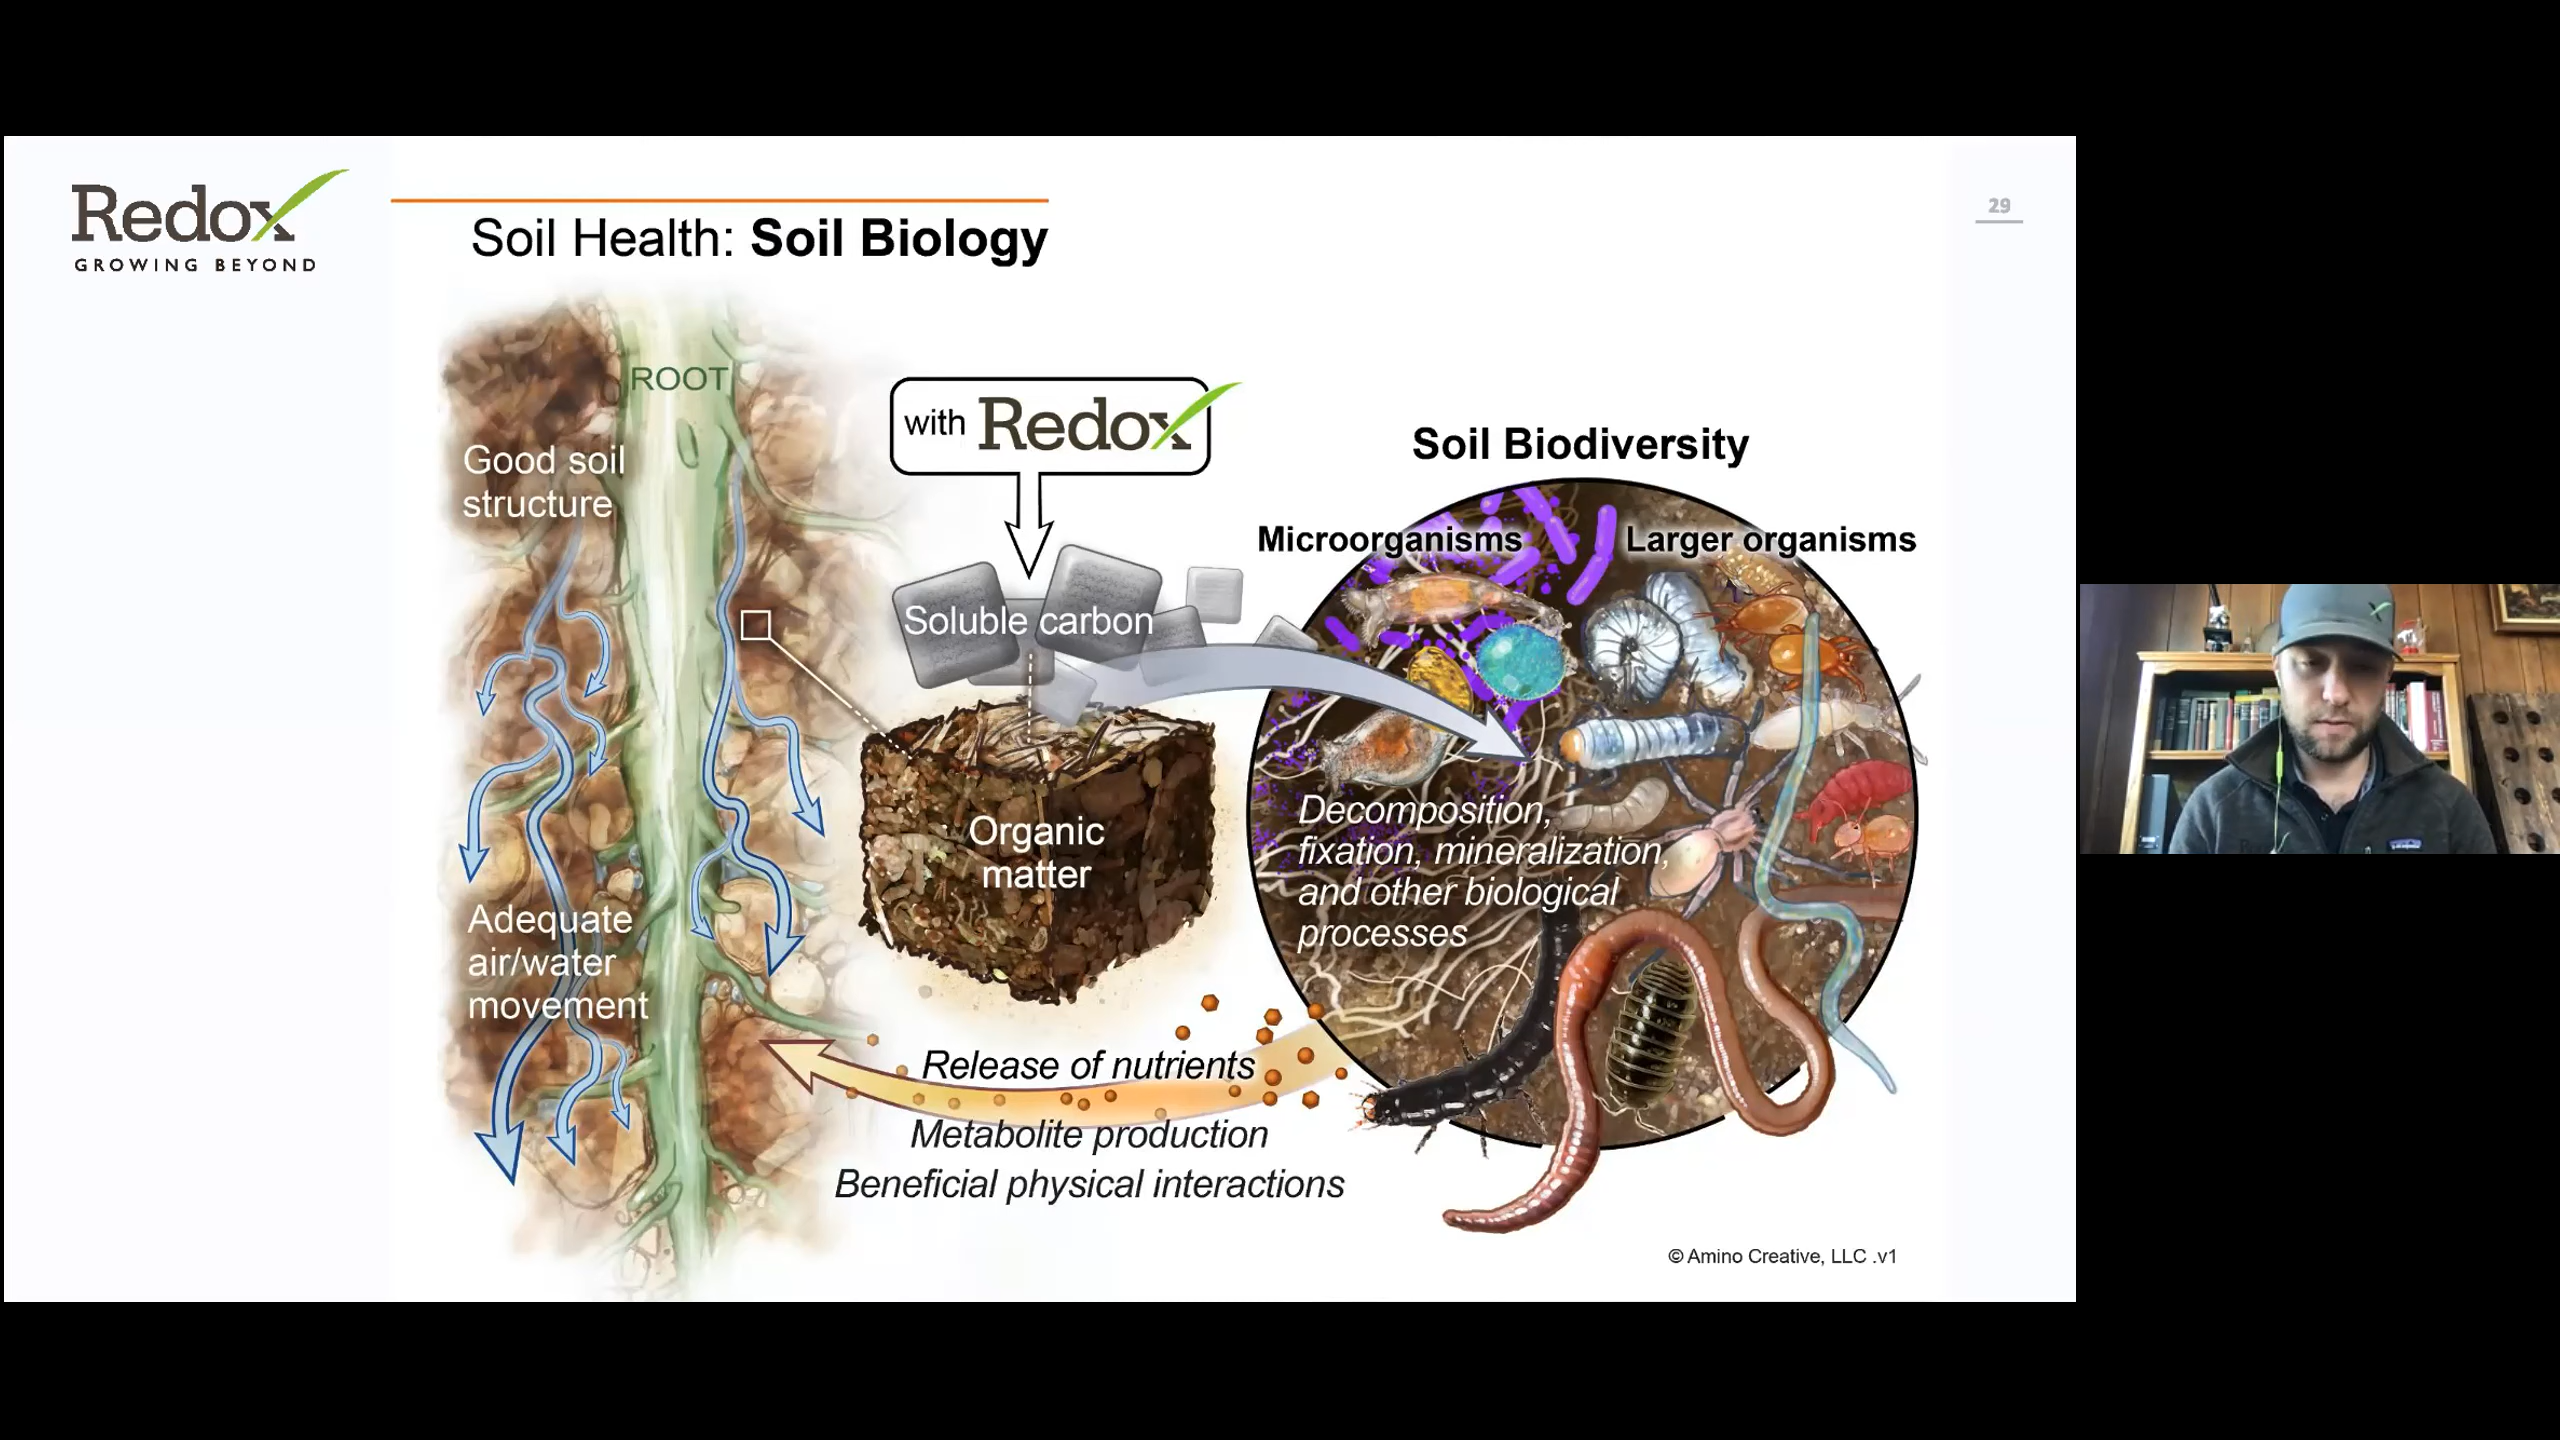 Redox
GROWING BEYOND
Soil Health: Soil Biology
29
ROOT
Good soil
structure
Adequate
air/water
movement
with Redox
Soluble carbon
Organic
matter
Soil Biodiversity
Microorganisms
Larger organisms
Decomposition,
fixation, mineralization,
and other biological
processes
Release of nutrients
Metabolite production
Beneficial physical interactions
© Amino Creative, LLC .v1